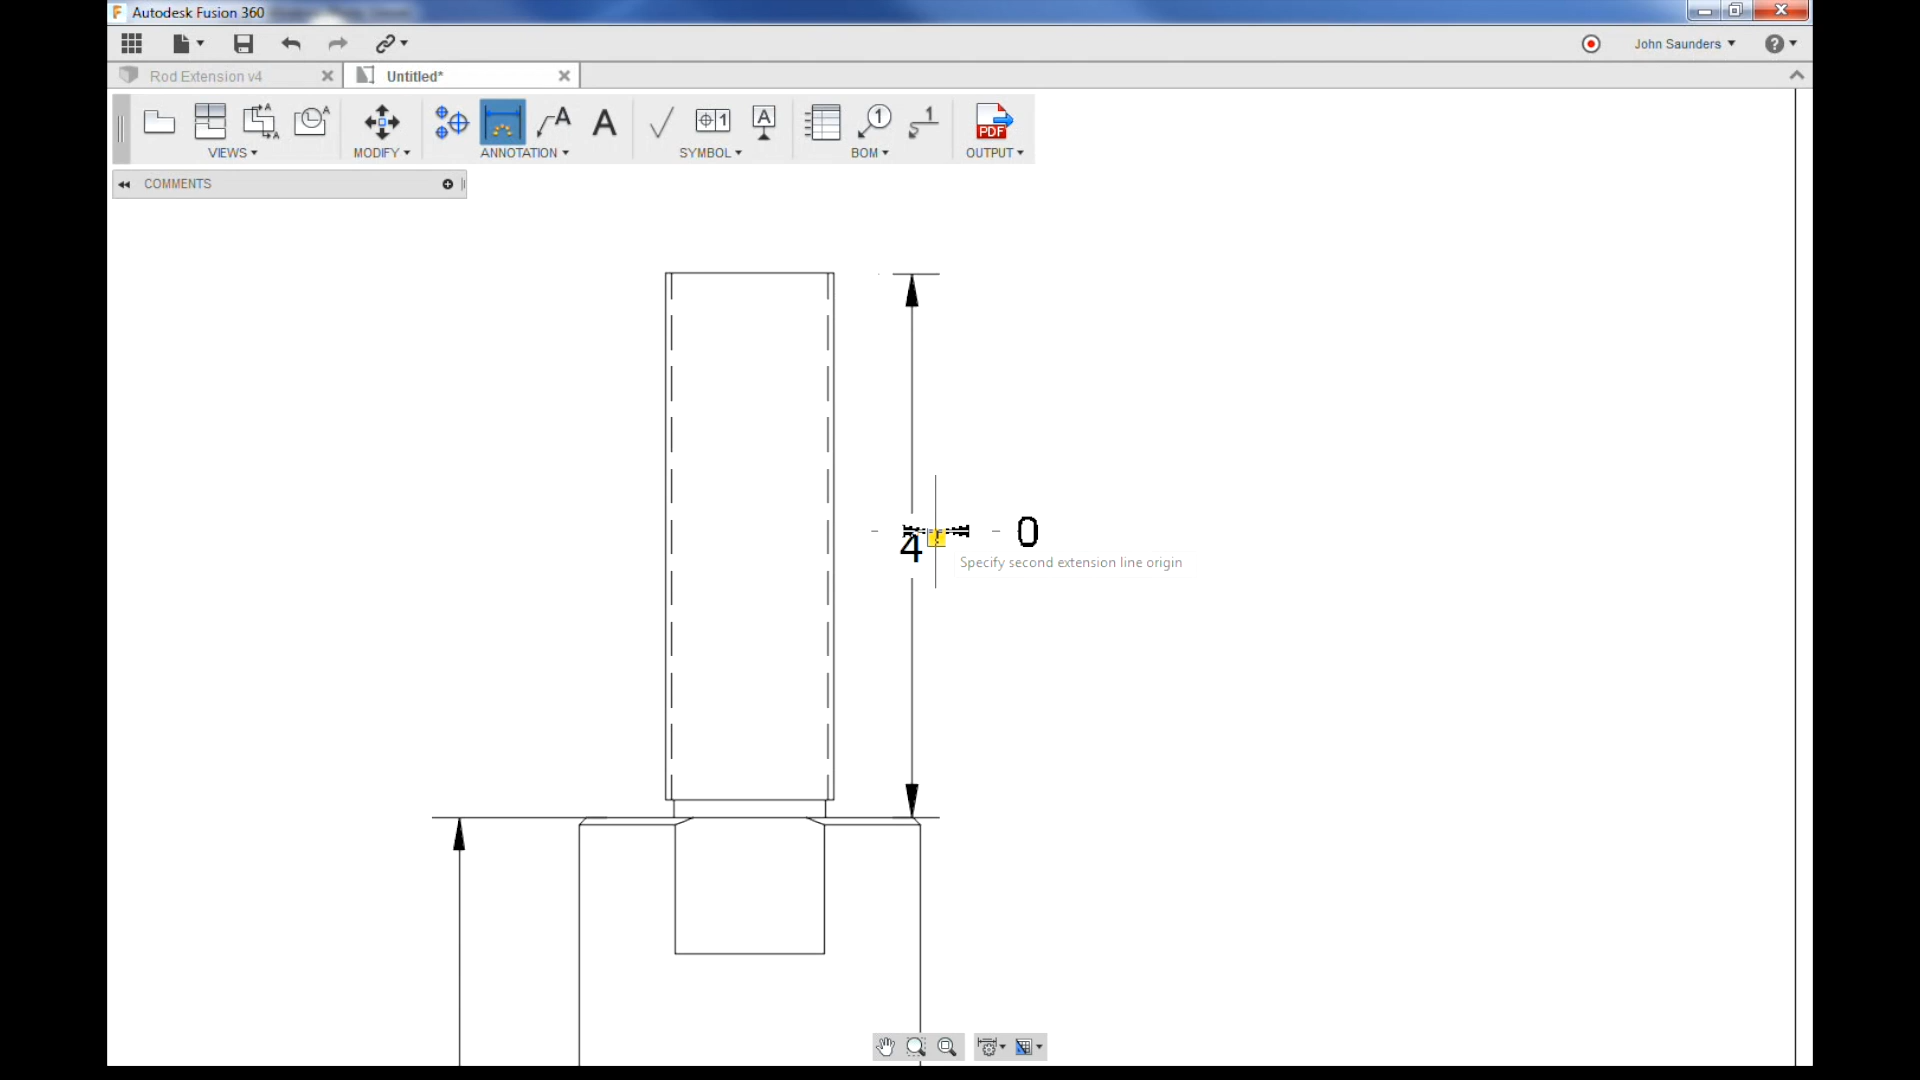 Autodesk Fusion 360
John Saunders
Rod Extension v4
Untitled*
VIEWS
MODIFY
ANNOTATION
SYMBOL
BOM
OUTPUT
PDF
COMMENTS
4
0
Specify second extension line origin